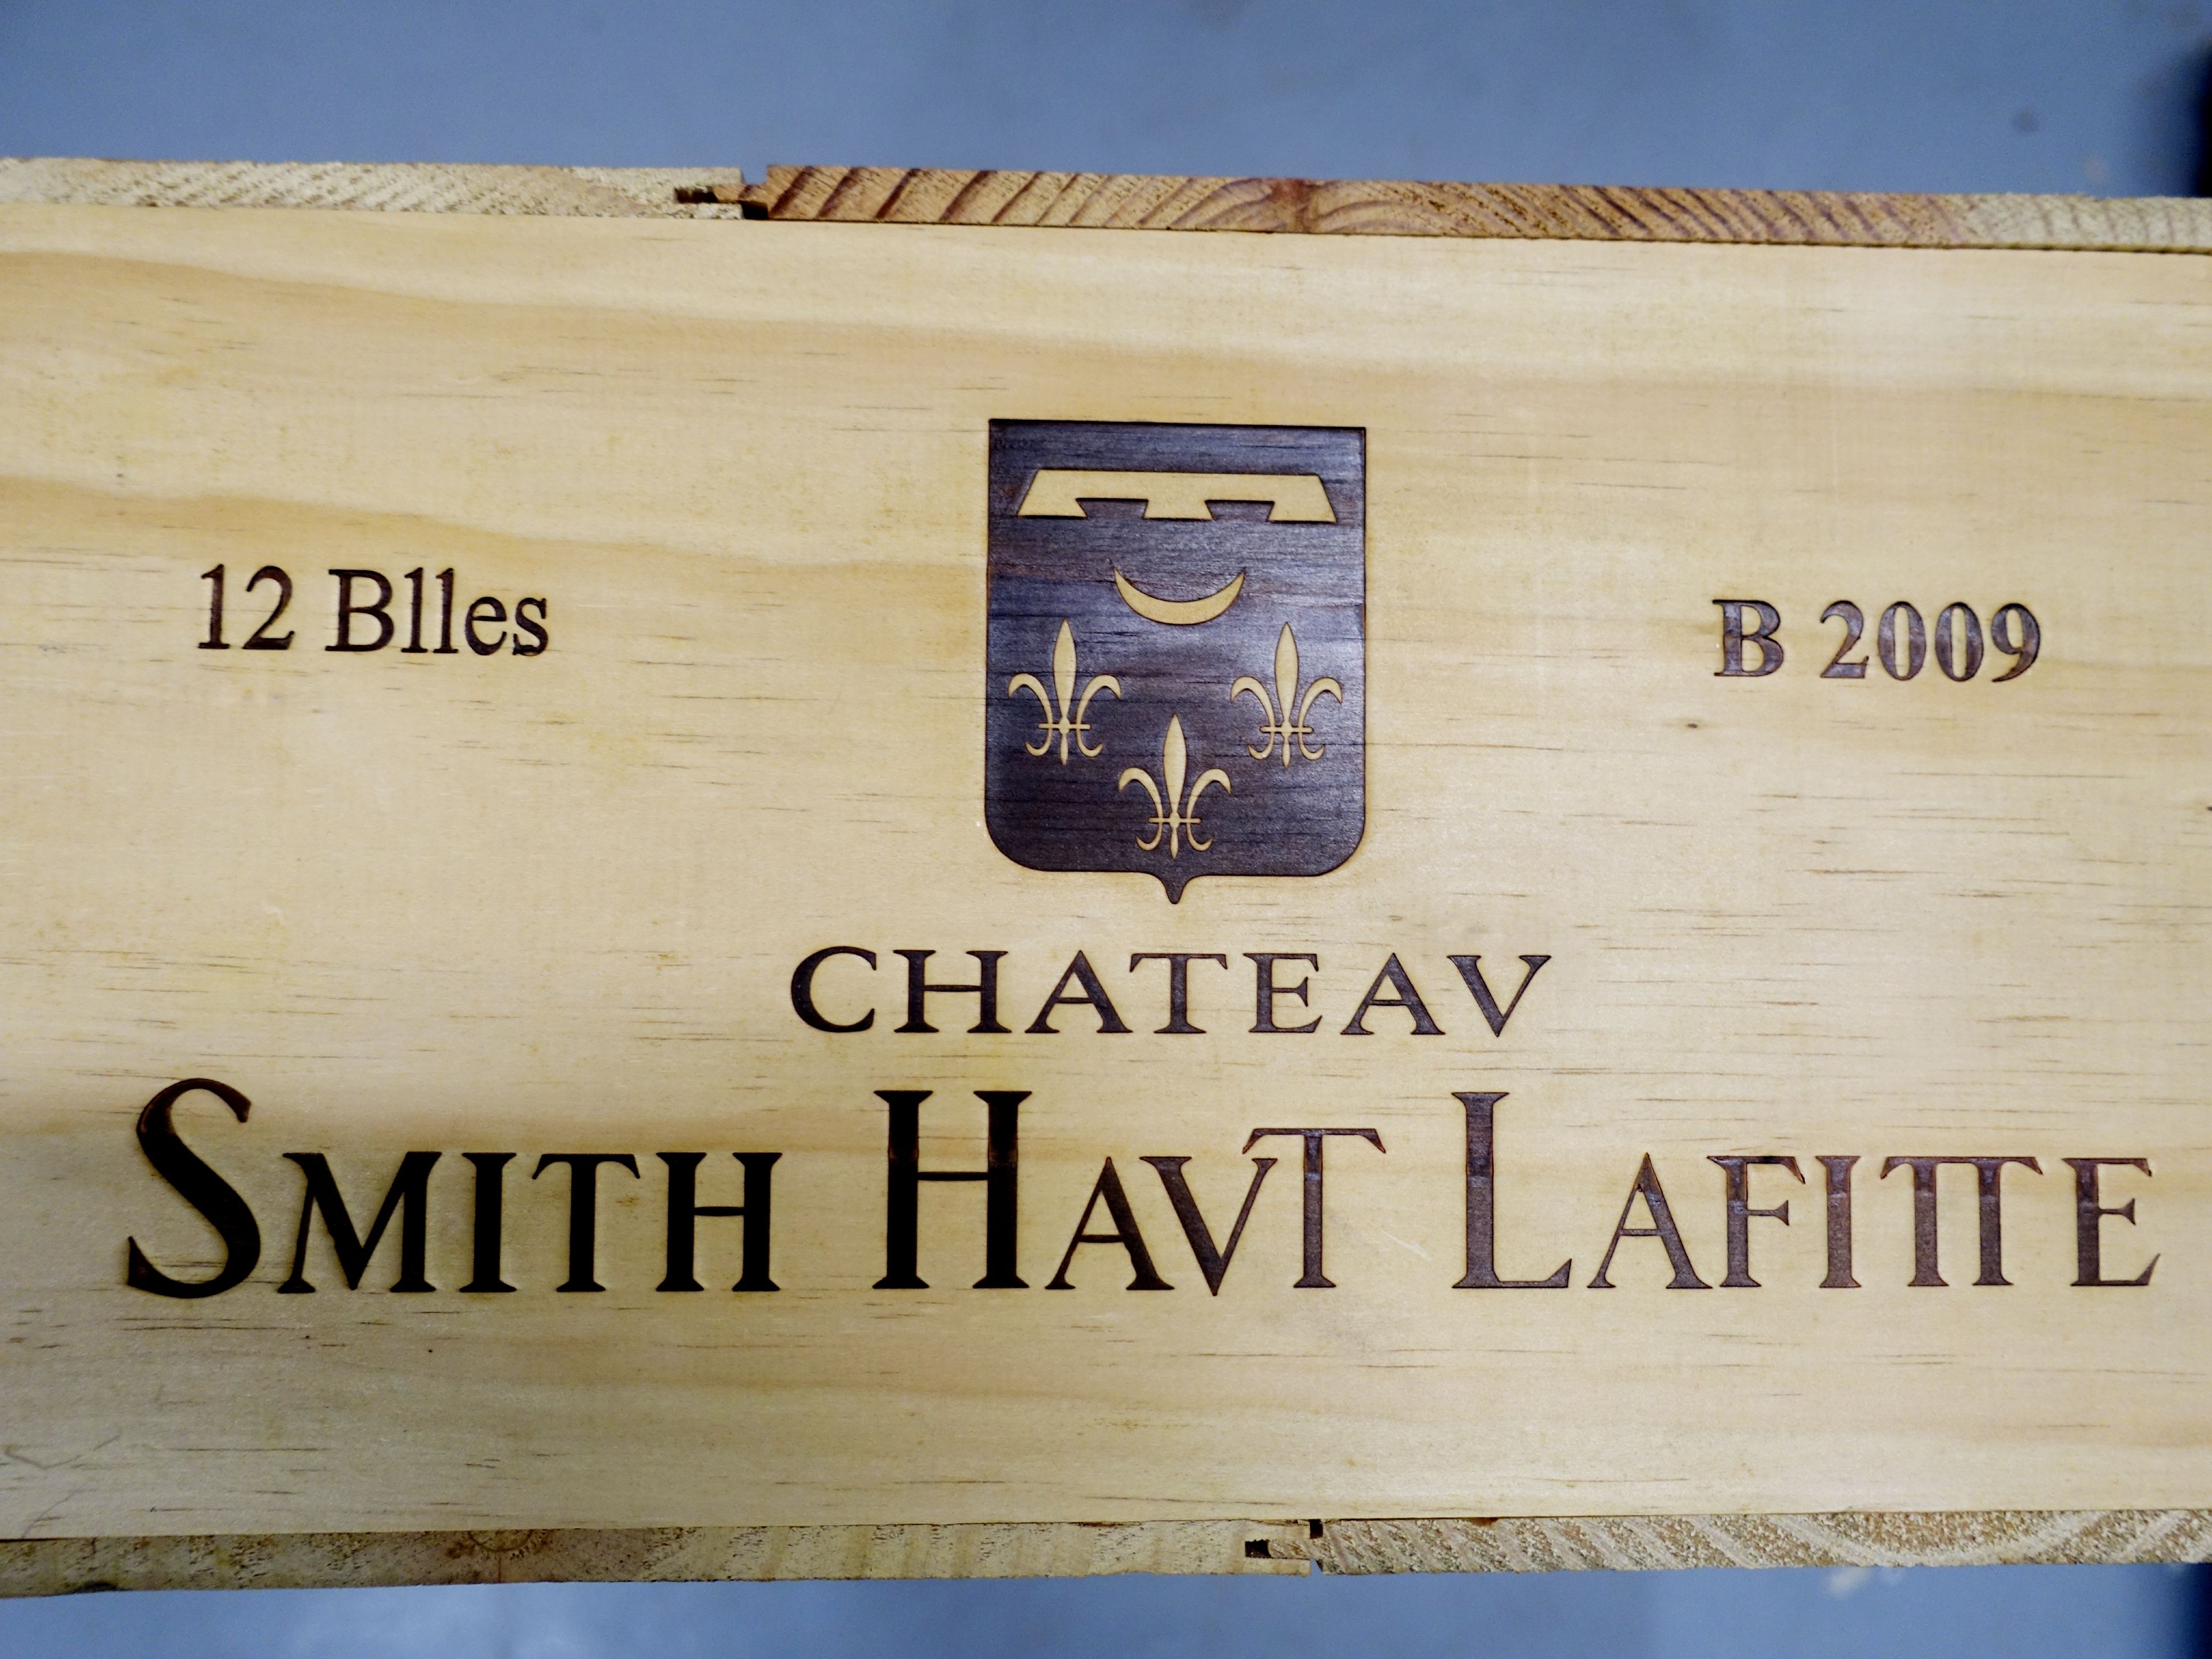 12 Blles
B 2009
CHATEAV
SMITH HAVT LAFITTE